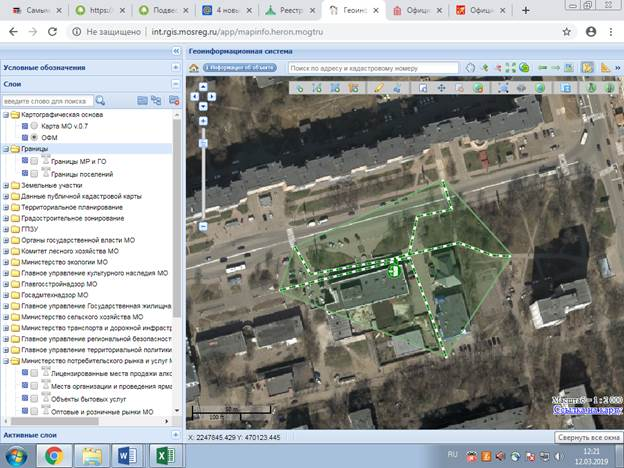 Самым
https:/
Подвес
4 новы
Реестр
Геоинф
Официа
Официа
Не защищено | int.rgis.mosreg.ru/app/mapinfo.heron.mogtru
Условные обозначения
Слои
введите слово для поиска
Картографическая основа
Карта МО v.0.7
ОФМ
Границы
Границы МР и ГО
Границы поселений
Земельные участки
Данные публичной кадастровой карты
Территориальное планирование
Градостроительное зонирование
ГПЗУ
Органы государственной власти МО
Комитет лесного хозяйства МО
Министерство экологии МО
Главное управление культурного наследия МО
Главгосстройнадзор МО
Госадмтехнадзор МО
Главное управление Государственная жилищна
Министерство сельского хозяйства МО
Министерство транспорта и дорожной инфрастр
Главное управление региональной безопасност
Главное управление территориальной политики
Министерство потребительского рынка и услуг М
Лицензированные места продажи алко
Места организации и проведения ярма
Объекты бытовых услуг
Оптовые и розничные рынки МО
Активные слои
Геоинформационная система
Информация об объекте
Поиск по адресу и кадастровому номеру
50 m
100 ft
Масштаб = 1 : 2 000
Ссылка на карту
X: 2247845.429 Y: 470123.445
Свернуть все окна
RU
12:21
12.03.2019